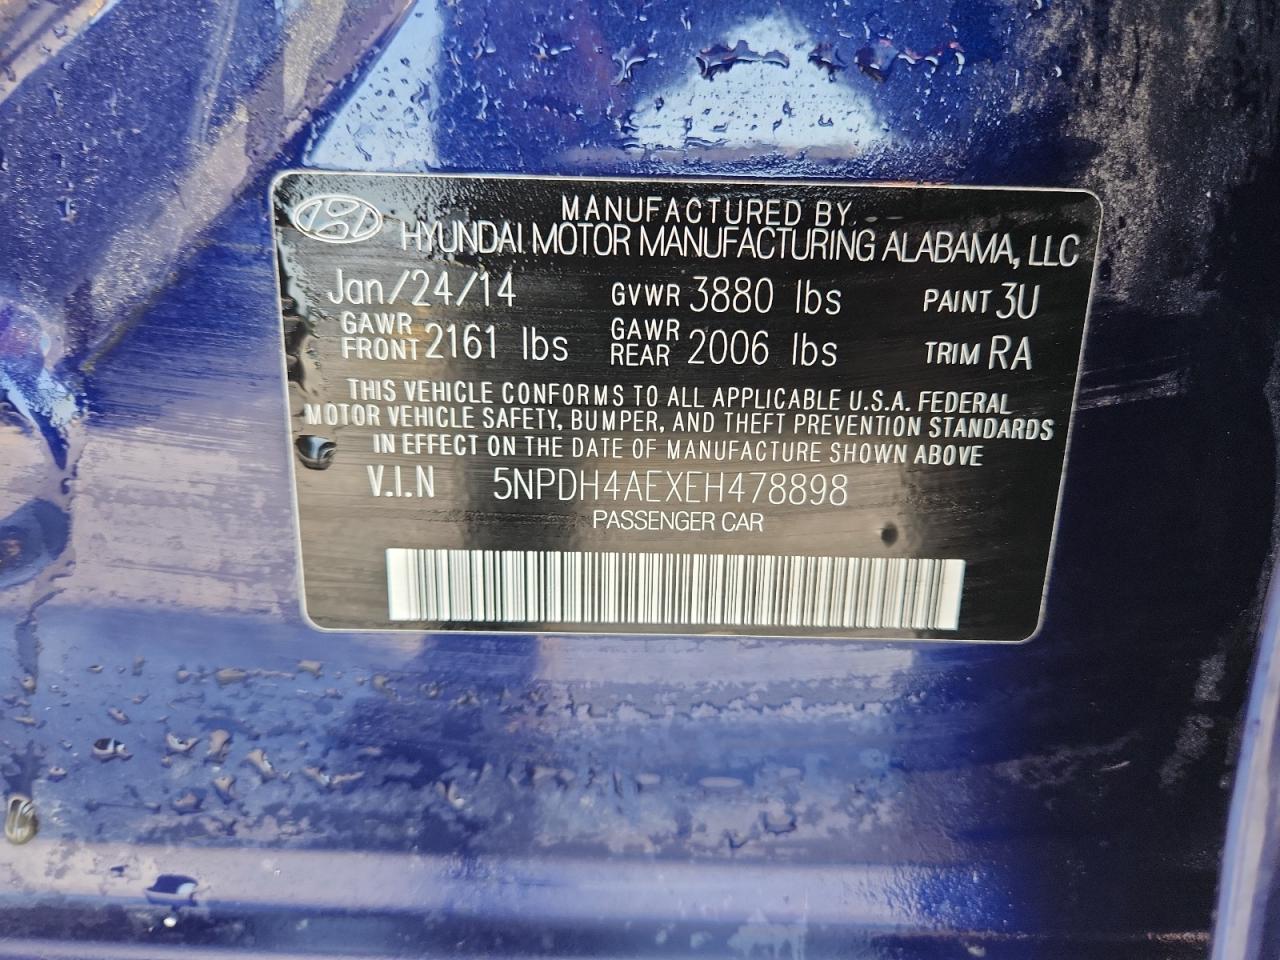 MANUFACTURED BY
HYUNDAI MOTOR MANUFACTURING ALABAMA, LLC
Jan/24/14 GVWR 3880 lbs PAINT 3U
GAWR FRONT 2161 lbs GAWR REAR 2006 lbs TRIM RA
THIS VEHICLE CONFORMS TO ALL APPLICABLE U.S.A. FEDERAL
MOTOR VEHICLE SAFETY, BUMPER, AND THEFT PREVENTION STANDARDS
IN EFFECT ON THE DATE OF MANUFACTURE SHOWN ABOVE
V.I.N 5NPDH4AEXEH478898
PASSENGER CAR